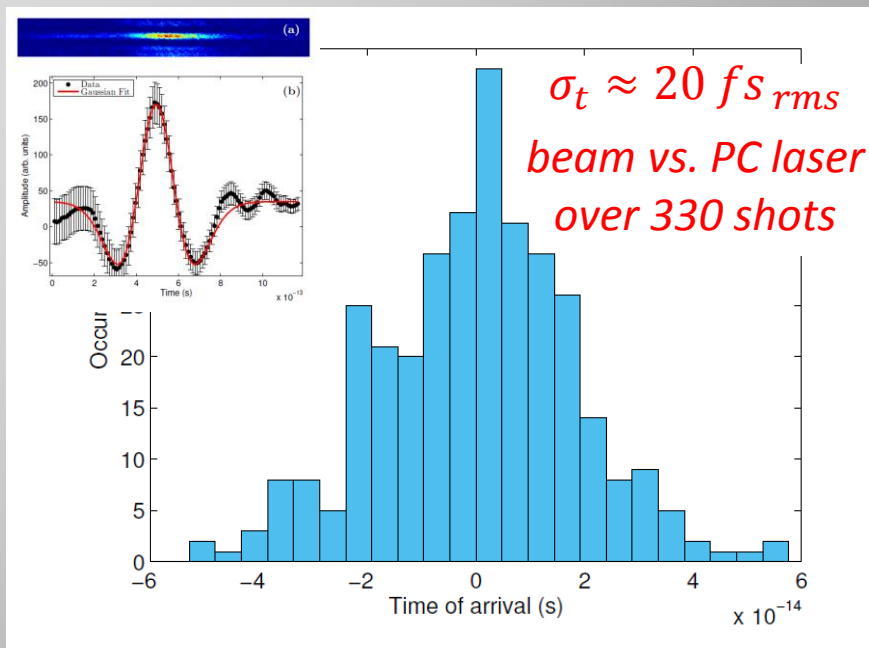 (a)
200
150
100
50
0
−50
Amplitude (arb. units)
Data
Gaussian Fit
(b)
0 2 4 6 8 10
Time (s)
x 10⁻¹³
σt ≈ 20 fs rms
beam vs. PC laser
over 330 shots
Occur
20
15
10
5
0
−6 −4 −2 0 2 4 6
Time of arrival (s)
x 10⁻¹⁴